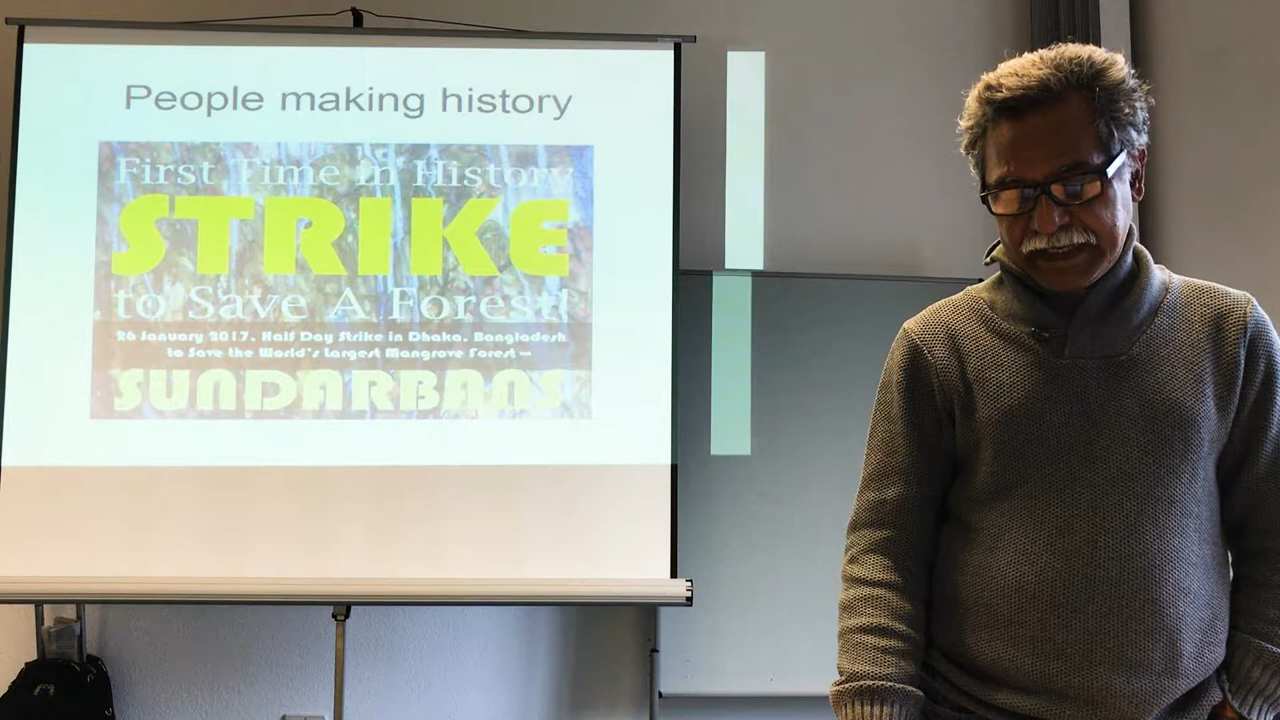 People making history
First Time in History
STRIKE
to Save A Forest!
26 January 2017, Half Day Strike in Dhaka, Bangladesh
to Save the World's Largest Mangrove Forest –
SUNDARBANS